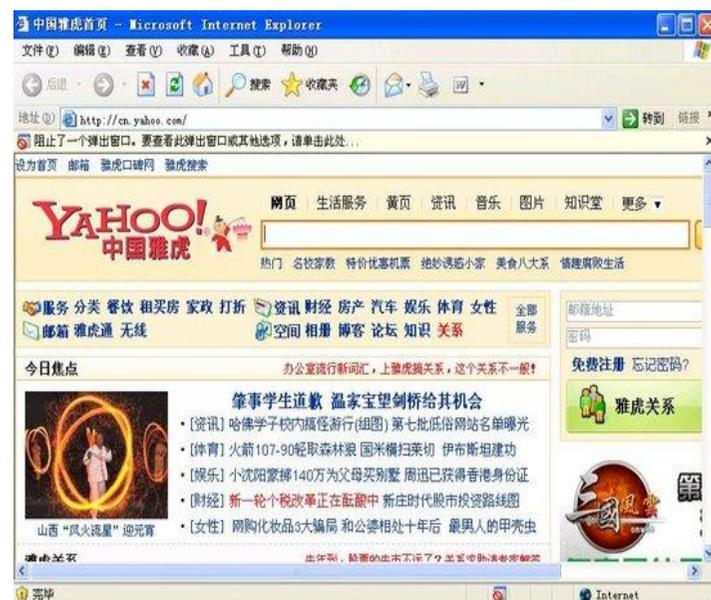 中国雅虎首页 - Microsoft Internet Explorer
文件(F) 编辑(E) 查看(V) 收藏(A) 工具(T) 帮助(H)
后退 搜索 收藏夹
地址(D) http://cn.yahoo.com/ 转到 链接
阻止了一个弹出窗口。要查看此弹出窗口或其他选项，请单击此处...
设为首页 邮箱 雅虎口碑网 雅虎搜索
YAHOO!
中国雅虎
网页 生活服务 黄页 资讯 音乐 图片 知识堂 更多
热门 名校家教 特价优惠机票 绝妙诱惑小家 美食八大系 情趣腐败生活
服务 分类 餐饮 租买房 家政 打折 资讯 财经 房产 汽车 娱乐 体育 女性
邮箱 雅虎通 无线 空间 相册 博客 论坛 知识 关系
全部
服务
邮箱地址
密码
免费注册 忘记密码?
雅虎关系
今日焦点 办公室流行新词汇，上雅虎搞关系，这个关系不一般!
肇事学生道歉 温家宝望剑桥给其机会
• [资讯] 哈佛学子校内搞怪游行(组图) 第七批低俗网站名单曝光
• [体育] 火箭107-90轻取森林狼 国米横扫莱切 伊布斯坦建功
• [娱乐] 小沈阳豪掷140万为父母买别墅 周迅已获得香港身份证
• [财经] 新一轮个税改革正在酝酿中 新庄时代股市投资路线图
• [女性] 网购化妆品3大骗局 和公婆相处十年后 最男人的甲壳虫
山西“风火流星”迎元宵
三国风云
第
雅虎关系
完毕 Internet